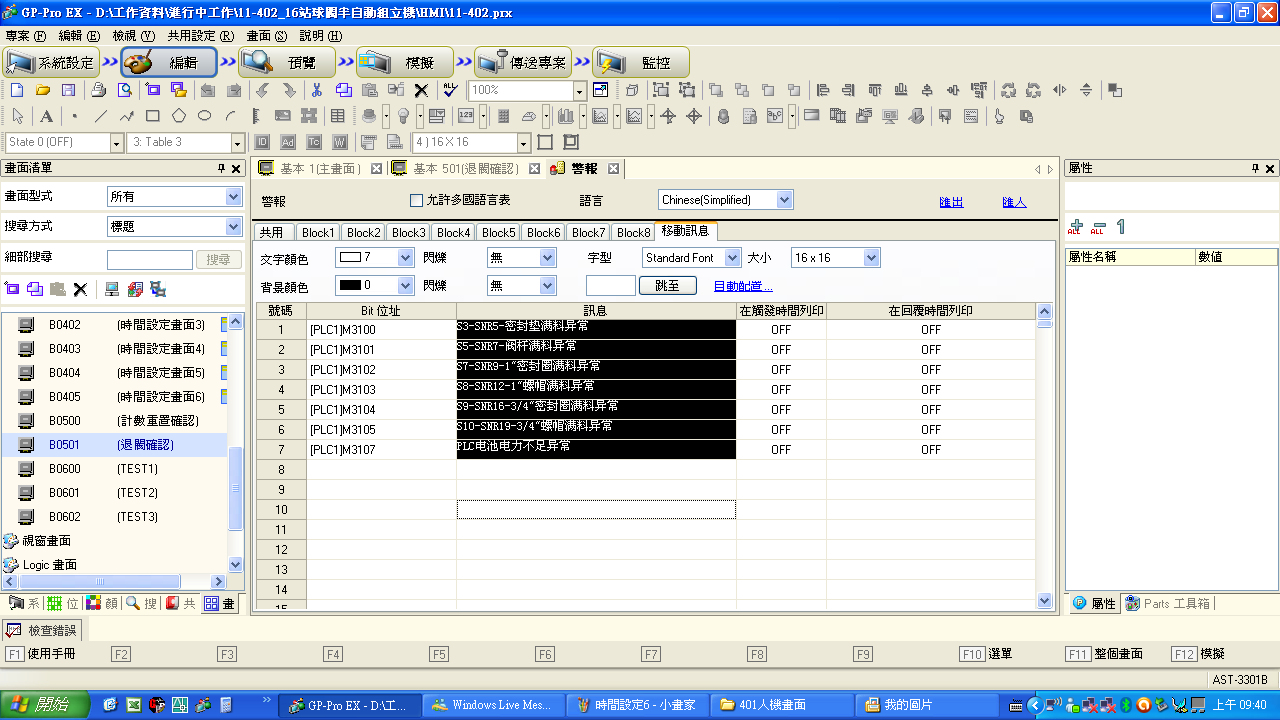 GP-Pro EX - D:\工作資料\進行中工作\11-402_16站球閥半自動組立機\HMI\11-402.prx
專案 (F) 編輯 (E) 檢視 (Y) 共用設定 (R) 畫面 (S) 說明 (H)
系統設定 編輯 預覽 模擬 傳送專案 監控
100%
State 0 (OFF) 3: Table 3 ID Ad Tc W 4 ) 16 X 16
畫面清單
基本 1(主畫面) 基本 501(退閥確認) 警報
屬性
畫面型式 所有
搜尋方式 標題
細部搜尋 搜尋
警報 允許多國語言表 語言 Chinese(Simplified) 匯出 匯入
共用 Block1 Block2 Block3 Block4 Block5 Block6 Block7 Block8 移動訊息
文字顏色 7 閃爍 無 字型 Standard Font 大小 16 x 16
背景顏色 0 閃爍 無 跳至 自動配置...
號碼 Bit 位址 訊息 在觸發時間列印 在回覆時間列印
1 [PLC1]M3100 S3-SNR5-密封垫满料异常 OFF OFF
2 [PLC1]M3101 S5-SNR7-阀杆满料异常 OFF OFF
3 [PLC1]M3102 S7-SNR9-1"密封圈满料异常 OFF OFF
4 [PLC1]M3103 S8-SNR12-1"螺帽满料异常 OFF OFF
5 [PLC1]M3104 S9-SNR16-3/4"密封圈满料异常 OFF OFF
6 [PLC1]M3105 S10-SNR19-3/4"螺帽满料异常 OFF OFF
7 [PLC1]M3107 PLC电池电力不足异常 OFF OFF
8
9
10
11
12
13
14
15
B0402 (時間設定畫面3)
B0403 (時間設定畫面4)
B0404 (時間設定畫面5)
B0405 (時間設定畫面6)
B0500 (計數重置確認)
B0501 (退閥確認)
B0600 (TEST1)
B0601 (TEST2)
B0602 (TEST3)
視窗畫面
Logic 畫面
系 位 顏 搜 共 畫
ALL ALL 1
屬性名稱 數值
屬性 Parts 工具箱
檢查錯誤
F1 使用手冊 F2 F3 F4 F5 F6 F7 F8 F9 F10 選單 F11 整個畫面 F12 模擬
AST-3301B
開始 GP-Pro EX - D:\工... Windows Live Mes... 時間設定6 - 小畫家 401人機畫面 我的圖片 上午 09:40